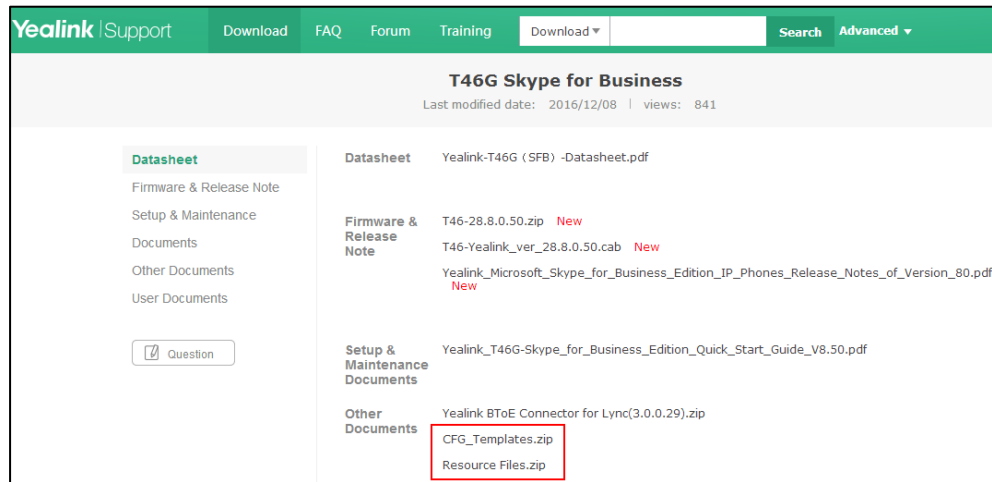 Yealink | Support Download FAQ Forum Training Download ▾ Search Advanced ▾
T46G Skype for Business
Last modified date: 2016/12/08 | views: 841
Datasheet
Firmware & Release Note
Setup & Maintenance
Documents
Other Documents
User Documents
Question
Datasheet Yealink-T46G（SFB）-Datasheet.pdf
Firmware & Release Note
T46-28.8.0.50.zip New
T46-Yealink_ver_28.8.0.50.cab New
Yealink_Microsoft_Skype_for_Business_Edition_IP_Phones_Release_Notes_of_Version_80.pdf
New
Setup & Maintenance Documents
Yealink_T46G-Skype_for_Business_Edition_Quick_Start_Guide_V8.50.pdf
Other Documents
Yealink BToE Connector for Lync(3.0.0.29).zip
CFG_Templates.zip
Resource Files.zip